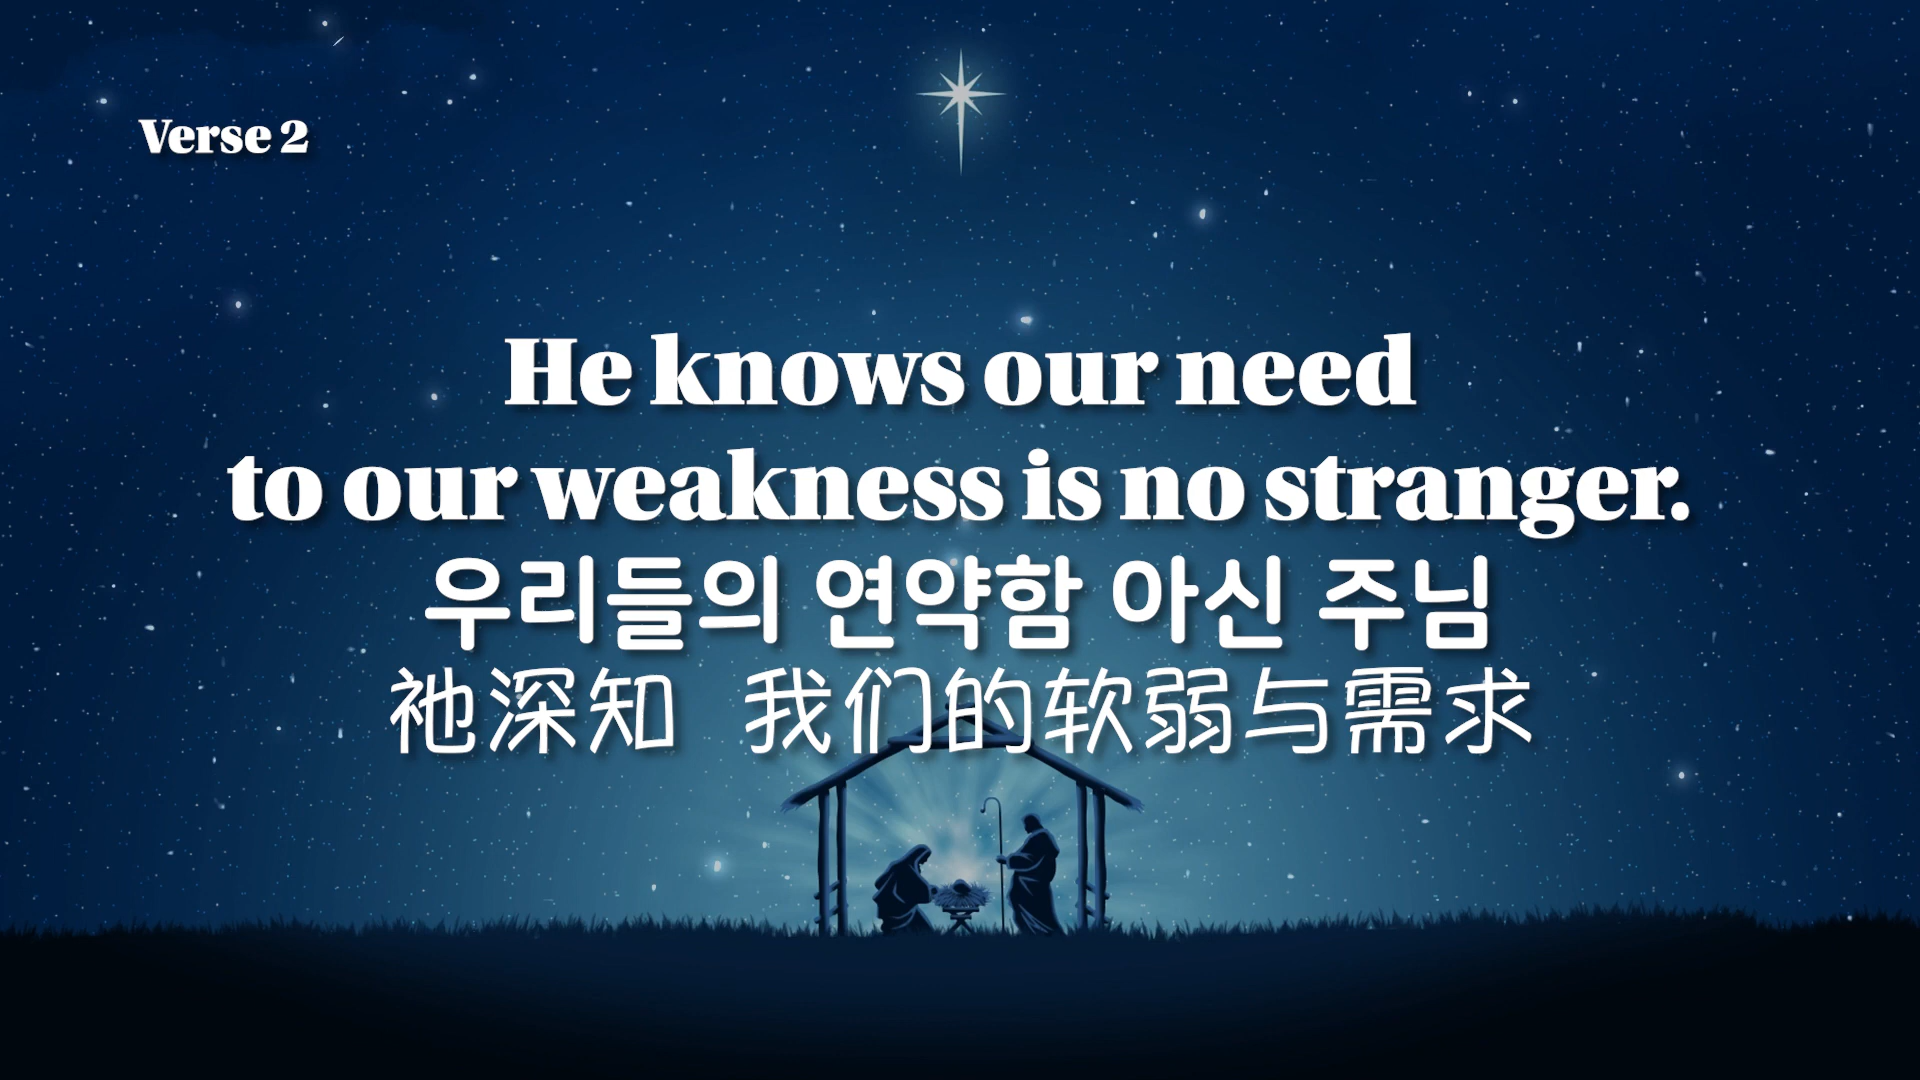 Verse 2
He knows our need
to our weakness is no stranger.
우리들의 연약함 아신 주님
祂深知 我们的软弱与需求